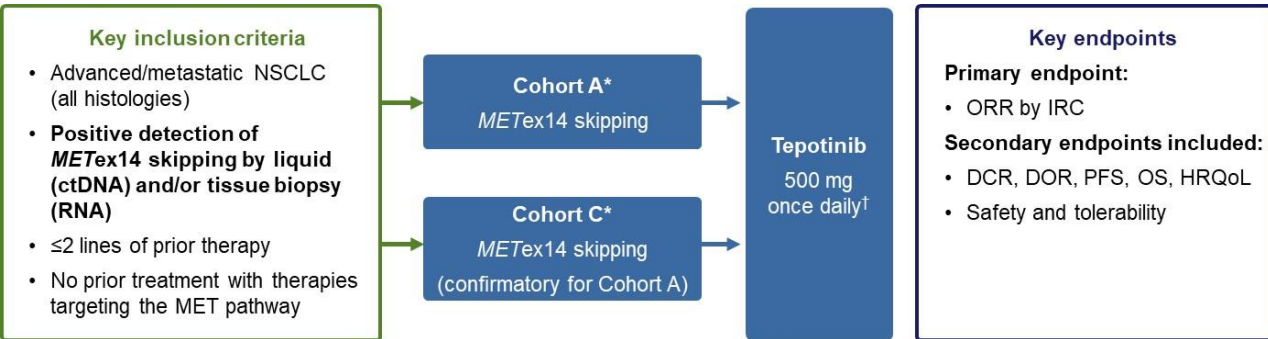 Key inclusion criteria
• Advanced/metastatic NSCLC
(all histologies)
• Positive detection of
METex14 skipping by liquid
(ctDNA) and/or tissue biopsy
(RNA)
• ≤2 lines of prior therapy
• No prior treatment with therapies
targeting the MET pathway
Cohort A*
METex14 skipping
Cohort C*
METex14 skipping
(confirmatory for Cohort A)
Tepotinib
500 mg
once daily†
Key endpoints
Primary endpoint:
• ORR by IRC
Secondary endpoints included:
• DCR, DOR, PFS, OS, HRQoL
• Safety and tolerability